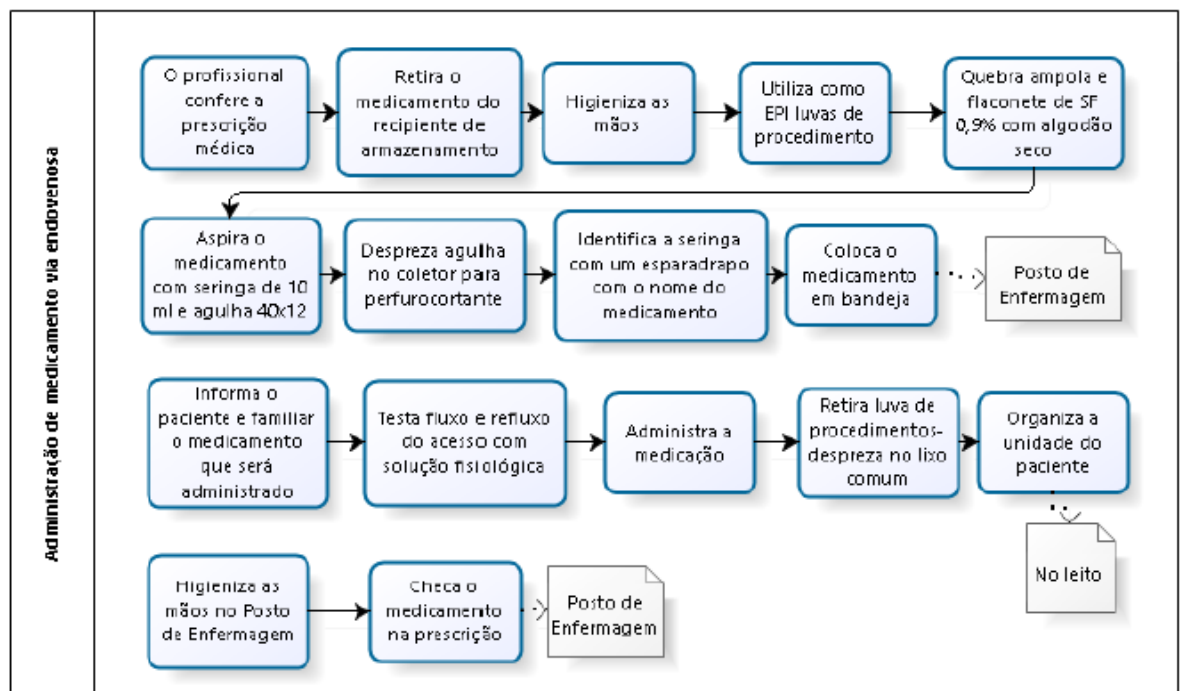 Administração de medicamento via endovenosa
O profissional
confere a
prescrição
médica
Retira o
medicamento do
recipiente de
armazenamento
Higieniza as
mãos
Utiliza como
EPI luvas de
procedimento
Quebra ampola e
flaconete de SF
0,9% com algodão
seco
Aspira o
medicamento
com seringa de 10
ml e agulha 40x12
Despreza agulha
no coletor para
perfurocortante
Identifica a seringa
com um esparadrapo
com o nome do
medicamento
Coloca o
medicamento
em bandeja
Posto de
Enfermagem
Informa o
paciente e familiar
o medicamento
que será
administrado
Testa fluxo e refluxo
do acesso com
solução fisiológica
Administra a
medicação
Retira luva de
procedimentos-
despreza no lixo
comum
Organiza a
unidade do
paciente
No leito
Higieniza as
mãos no Posto
de Enfermagem
Checa o
medicamento
na prescrição
Posto de
Enfermagem